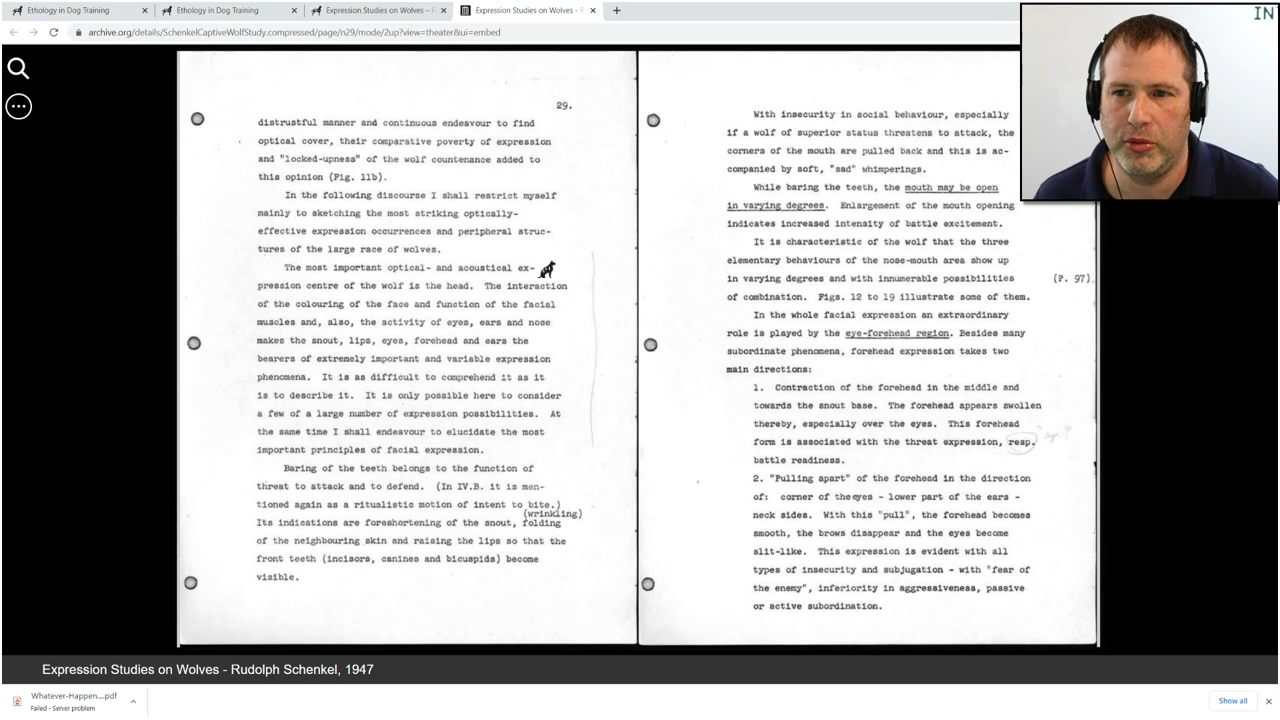 Ethology in Dog Training
Ethology in Dog Training
Expression Studies on Wolves – R
Expression Studies on Wolves - R
IN
archive.org/details/SchenkelCaptiveWolfStudy.compressed/page/n29/mode/2up?view=theater&ui=embed
29.
distrustful manner and continuous endeavour to find
optical cover, their comparative poverty of expression
and "locked-upness" of the wolf countenance added to
this opinion (Fig. 11b).
In the following discourse I shall restrict myself
mainly to sketching the most striking optically-
effective expression occurrences and peripheral struc-
tures of the large race of wolves.
The most important optical- and acoustical ex-
pression centre of the wolf is the head. The interaction
of the colouring of the face and function of the facial
muscles and, also, the activity of eyes, ears and nose
makes the snout, lips, eyes, forehead and ears the
bearers of extremely important and variable expression
phenomena. It is as difficult to comprehend it as it
is to describe it. It is only possible here to consider
a few of a large number of expression possibilities. At
the same time I shall endeavour to elucidate the most
important principles of facial expression.
Baring of the teeth belongs to the function of
threat to attack and to defend. (In IV.B. it is men-
tioned again as a ritualistic motion of intent to bite.)
(wrinkling)
Its indications are foreshortening of the snout, folding
of the neighbouring skin and raising the lips so that the
front teeth (incisors, canines and bicuspids) become
visible.
With insecurity in social behaviour, especially
if a wolf of superior status threatens to attack, the
corners of the mouth are pulled back and this is ac-
companied by soft, "sad" whimperings.
While baring the teeth, the mouth may be open
in varying degrees. Enlargement of the mouth opening
indicates increased intensity of battle excitement.
It is characteristic of the wolf that the three
elementary behaviours of the nose-mouth area show up
in varying degrees and with innumerable possibilities (P. 97)
of combination. Figs. 12 to 19 illustrate some of them.
In the whole facial expression an extraordinary
role is played by the eye-forehead region. Besides many
subordinate phenomena, forehead expression takes two
main directions:
1. Contraction of the forehead in the middle and
towards the snout base. The forehead appears swollen
thereby, especially over the eyes. This forehead
form is associated with the threat expression, resp.
battle readiness.
2. "Pulling apart" of the forehead in the direction
of: corner of the eyes - lower part of the ears -
neck sides. With this "pull", the forehead becomes
smooth, the brows disappear and the eyes become
slit-like. This expression is evident with all
types of insecurity and subjugation - with "fear of
the enemy", inferiority in aggressiveness, passive
or active subordination.
Expression Studies on Wolves - Rudolph Schenkel, 1947
Whatever-Happen....pdf
Failed - Server problem
Show all